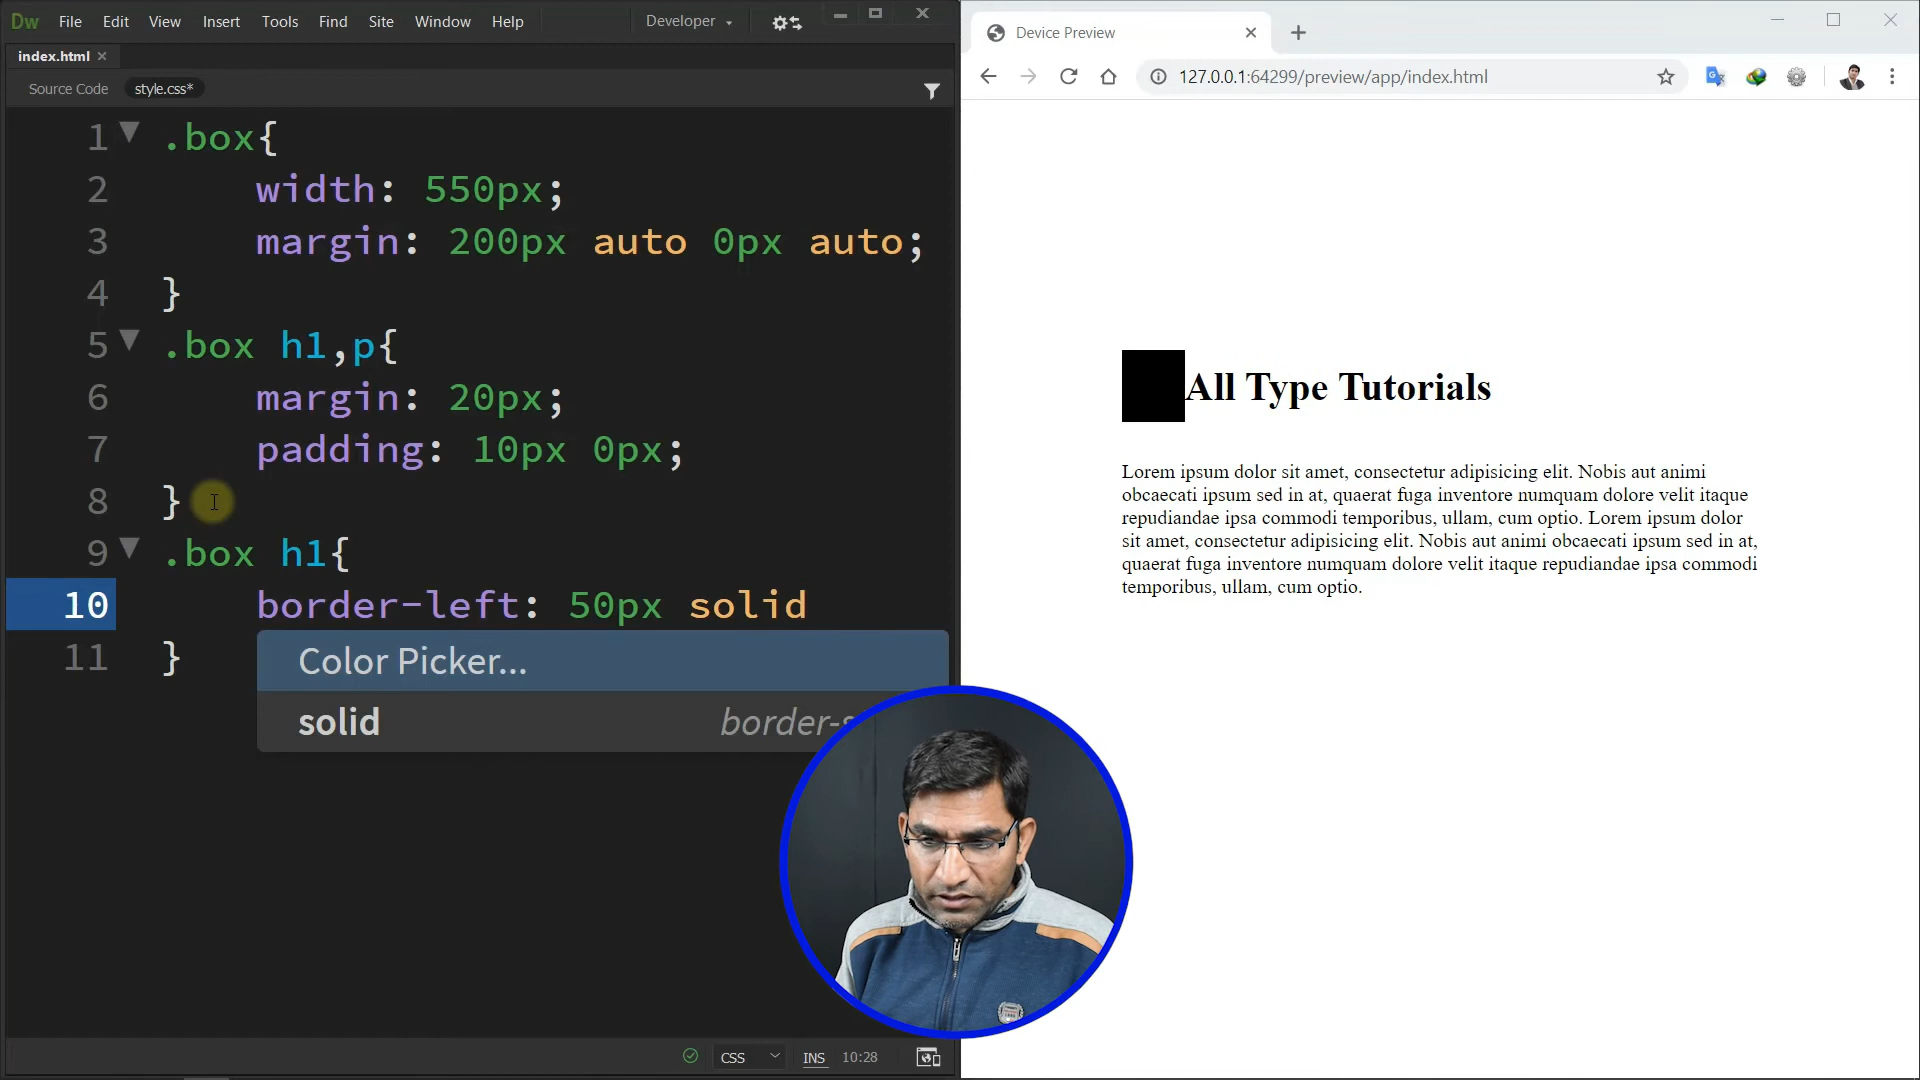 Dw File Edit View Insert Tools Find Site Window Help Developer
index.html
Source Code style.css*
1 .box{
2 width: 550px;
3 margin: 200px auto 0px auto;
4 }
5 .box h1,p{
6 margin: 20px;
7 padding: 10px 0px;
8 }
9 .box h1{
10 border-left: 50px solid
11 }
Color Picker...
solid border-s
CSS INS 10:28
Device Preview
127.0.0.1:64299/preview/app/index.html
All Type Tutorials
Lorem ipsum dolor sit amet, consectetur adipisicing elit. Nobis aut animi
obcaecati ipsum sed in at, quaerat fuga inventore numquam dolore velit itaque
repudiandae ipsa commodi temporibus, ullam, cum optio. Lorem ipsum dolor
sit amet, consectetur adipisicing elit. Nobis aut animi obcaecati ipsum sed in at,
quaerat fuga inventore numquam dolore velit itaque repudiandae ipsa commodi
temporibus, ullam, cum optio.